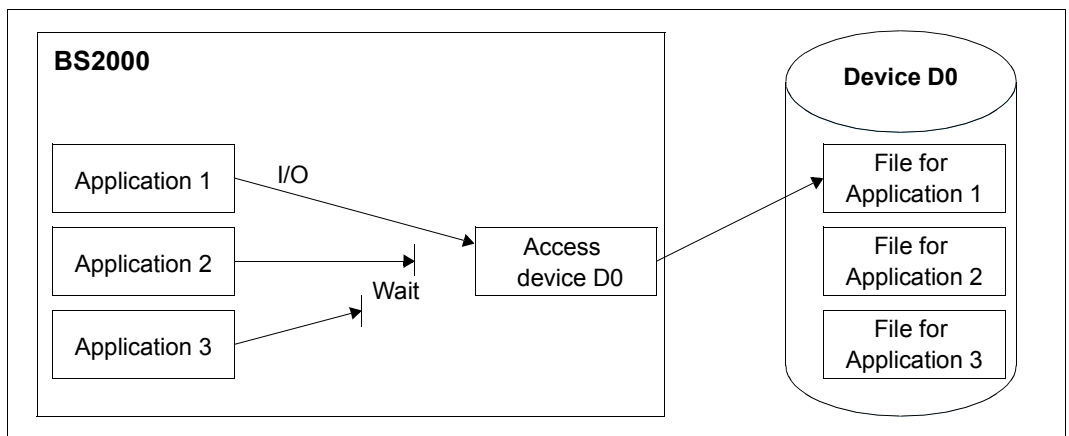 BS2000
Device D0
Application 1
I/O
File for
Application 1
Application 2
Wait
Access
device D0
File for
Application 2
Application 3
File for
Application 3